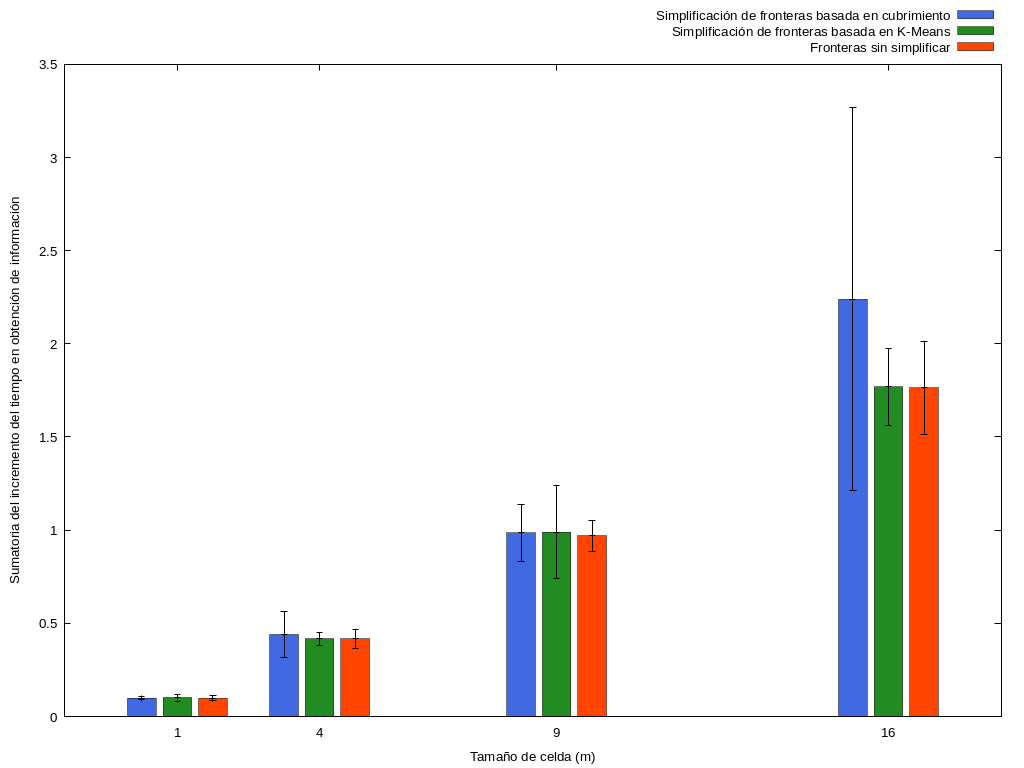 Simplificación de fronteras basada en cubrimiento
Simplificación de fronteras basada en K-Means
Fronteras sin simplificar
3.5
3
2.5
2
1.5
1
0.5
0
Sumatoria del incremento del tiempo en obtención de información
1 4 9 16
Tamaño de celda (m)